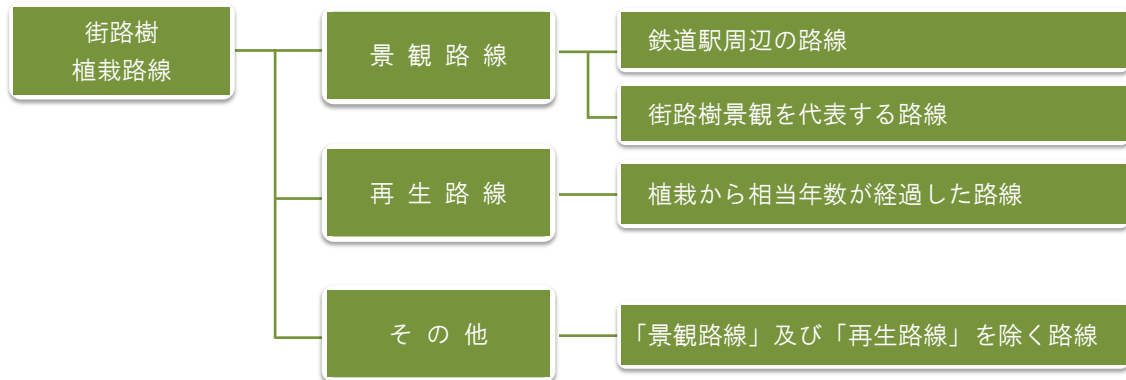 街路樹
植栽路線
景観路線
鉄道駅周辺の路線
街路樹景観を代表する路線
再生路線
植栽から相当年数が経過した路線
その他
「景観路線」及び「再生路線」を除く路線